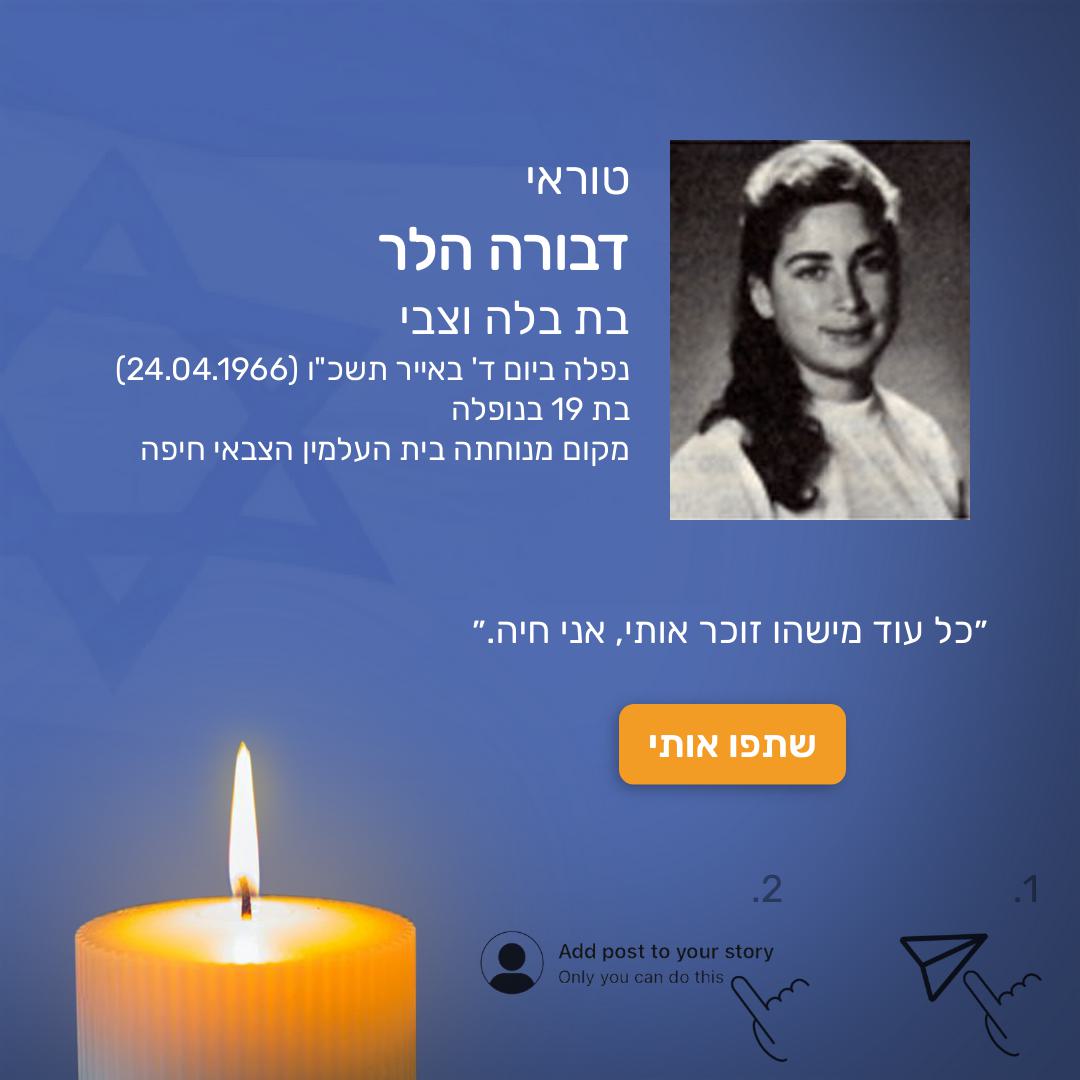 טוראי
דבורה הלר
בת בלה וצבי
נפלה ביום ד' באייר תשכ"ו (24.04.1966)
בת 19 בנופלה
מקום מנוחתה בית העלמין הצבאי חיפה
״כל עוד מישהו זוכר אותי, אני חיה.״
שתפו אותי
1.
2.
Add post to your story
Only you can do this